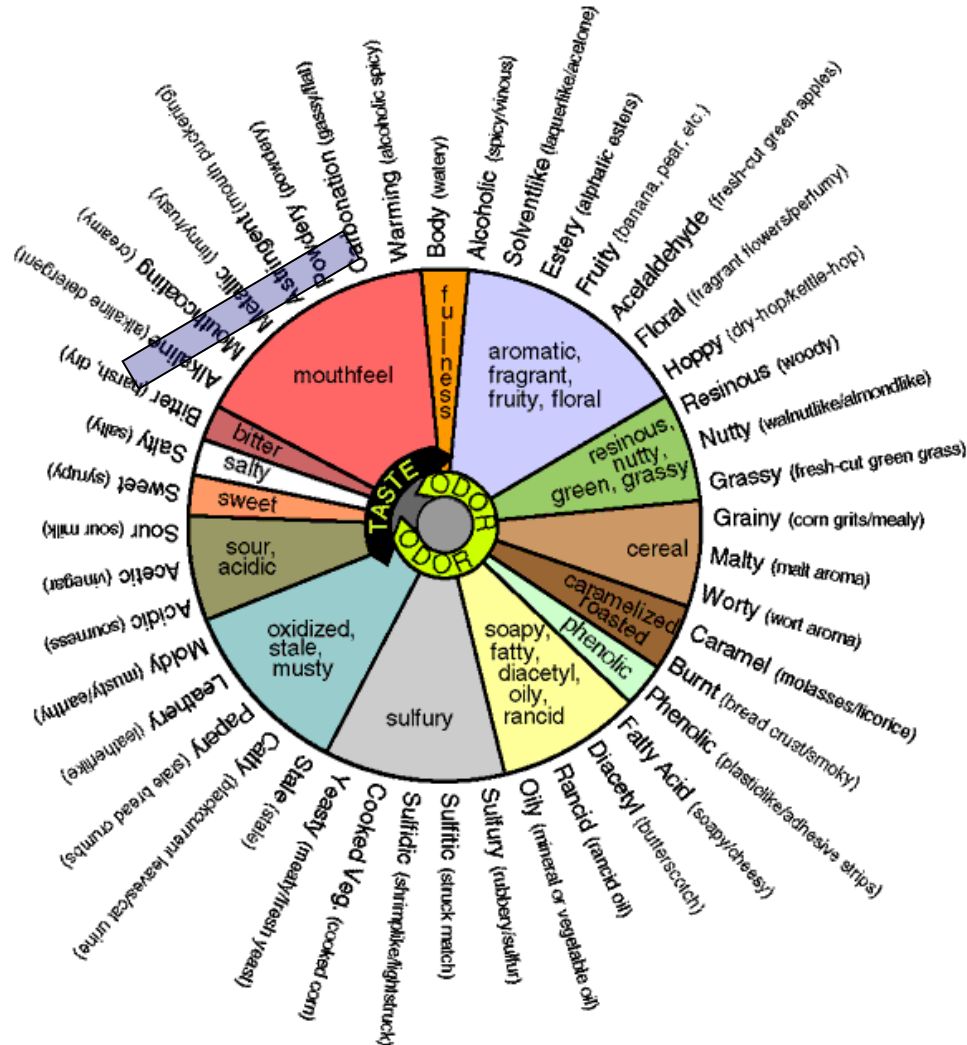 Body (watery)
Alcoholic (spicy/vinous)
Solventlike (laquerlike/acetone)
Estery (alphatic esters)
Fruity (banana, pear, etc.)
Acetaldehyde (fresh-cut green apples)
Floral (fragrant flowers/perfumy)
Hoppy (dry-hop/kettle-hop)
Resinous (woody)
Nutty (walnutlike/almondlike)
Grassy (fresh-cut green grass)
Grainy (corn grits/mealy)
Malty (malt aroma)
Worty (wort aroma)
Caramel (molasses/licorice)
Burnt (bread crust/smoky)
Phenolic (plasticlike/adhesive strips)
Fatty Acid (soapy/cheesy)
Diacetyl (butterscotch)
Rancid (rancid oil)
Oily (mineral or vegetable oil)
Sulfury (rubbery/sulfur)
Sulfitic (struck match)
Sulfidic (shrimplike/lightstruck)
Cooked Veg. (cooked corn)
Yeasty (meaty/fresh yeast)
Stale (stale)
Catty (blackcurrent leaves/cat urine)
Papery (stale bread crumbs)
Leathery (leatherlike)
Moldy (musty/earthy)
Acidic (sourness)
Acetic (vinegar)
Sour (sour milk)
Sweet (syrupy)
Salty (salty)
Bitter (harsh, dry)
Alkaline (alkaline detergent)
Mouthcoating (creamy)
Metallic (tinny/rusty)
Astringent (mouth puckering)
Powdery (powdery)
Carbonation (gassy/flat)
Warming (alcoholic spicy)
fullness
aromatic,
fragrant,
fruity, floral
resinous,
nutty,
green, grassy
cereal
caramelized
roasted
phenolic
soapy,
fatty,
diacetyl,
oily,
rancid
sulfury
oxidized,
stale,
musty
sour,
acidic
sweet
salty
bitter
mouthfeel
TASTE
ODOR
ODOR